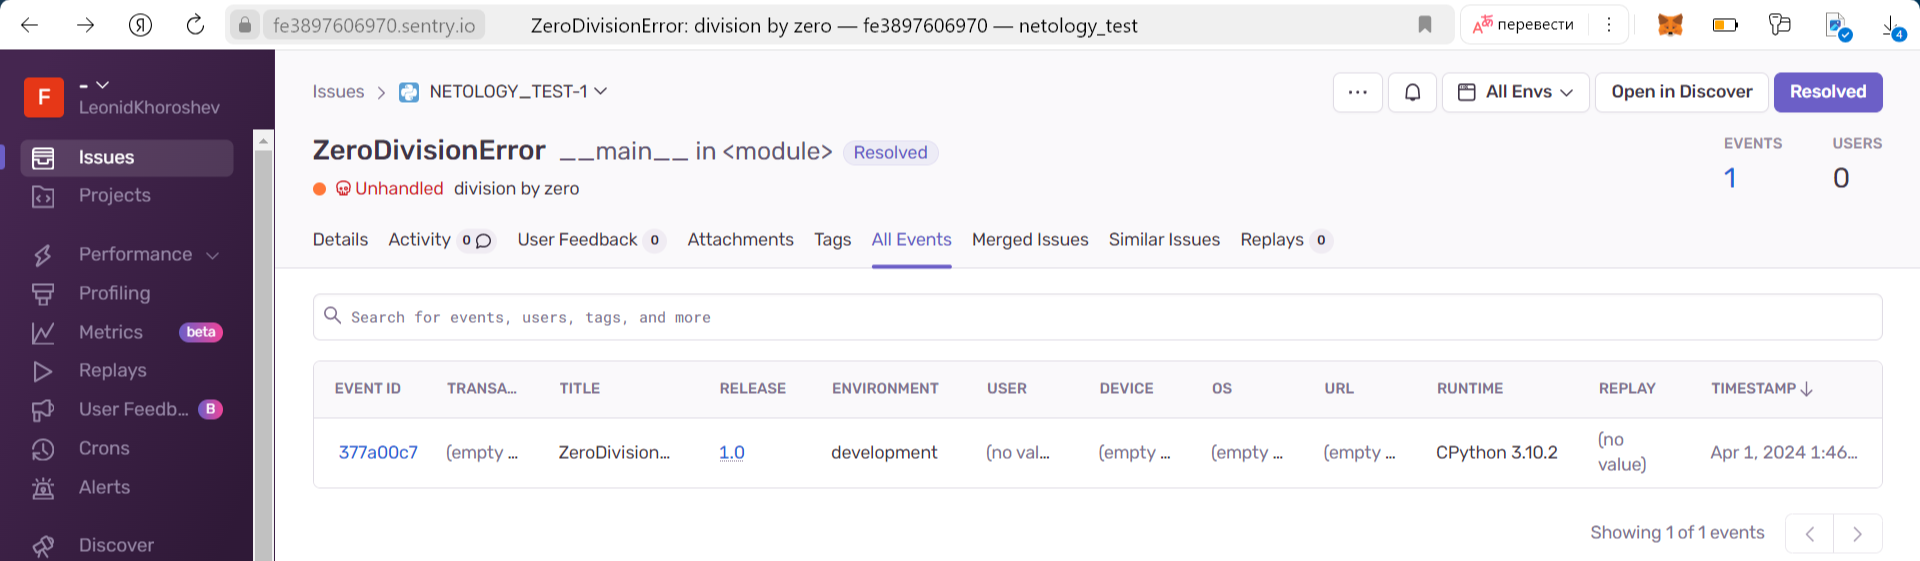 fe3897606970.sentry.io ZeroDivisionError: division by zero — fe3897606970 — netology_test перевести 4
F - LeonidKhoroshev
Issues
Projects
Performance
Profiling
Metrics beta
Replays
User Feedb... B
Crons
Alerts
Discover
Issues > NETOLOGY_TEST-1
... All Envs Open in Discover Resolved
ZeroDivisionError __main__ in <module> Resolved
EVENTS USERS
1 0
Unhandled division by zero
Details Activity 0 User Feedback 0 Attachments Tags All Events Merged Issues Similar Issues Replays 0
Search for events, users, tags, and more
EVENT ID TRANSA... TITLE RELEASE ENVIRONMENT USER DEVICE OS URL RUNTIME REPLAY TIMESTAMP
377a00c7 (empty ... ZeroDivision... 1.0 development (no val... (empty ... (empty ... (empty ... CPython 3.10.2 (no value) Apr 1, 2024 1:46...
Showing 1 of 1 events